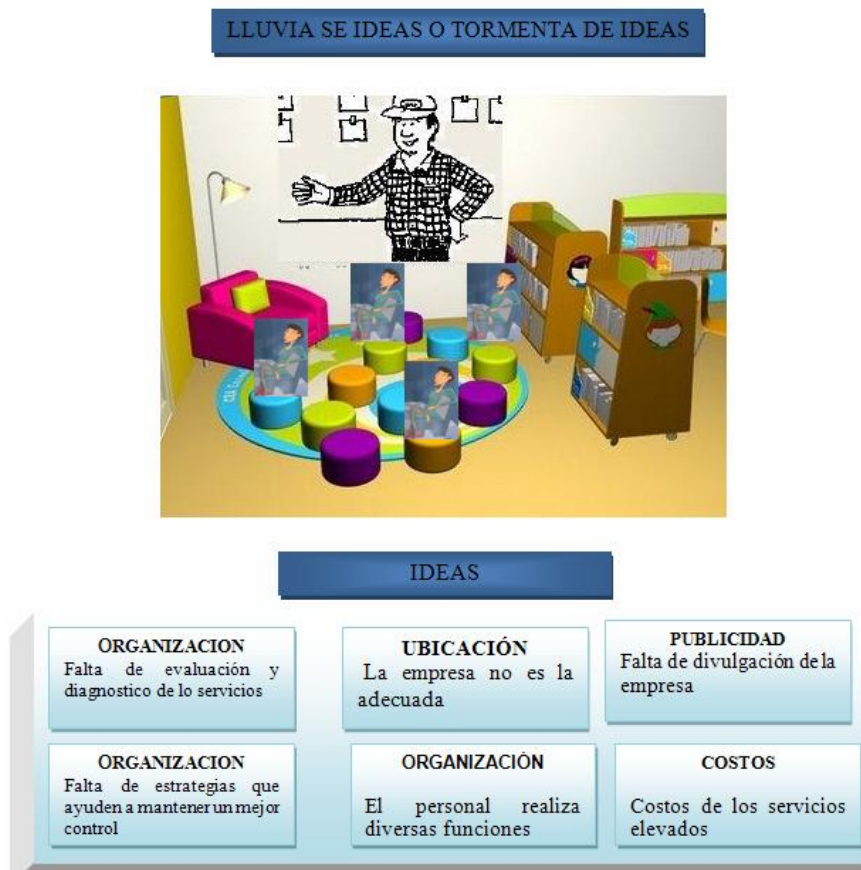 LLUVIA SE IDEAS O TORMENTA DE IDEAS
IDEAS
ORGANIZACION
Falta de evaluación y
diagnostico de lo servicios
UBICACIÓN
La empresa no es la
adecuada
PUBLICIDAD
Falta de divulgación de la
empresa
ORGANIZACION
Falta de estrategias que
ayuden a mantener un mejor
control
ORGANIZACIÓN
El personal realiza
diversas funciones
COSTOS
Costos de los servicios
elevados